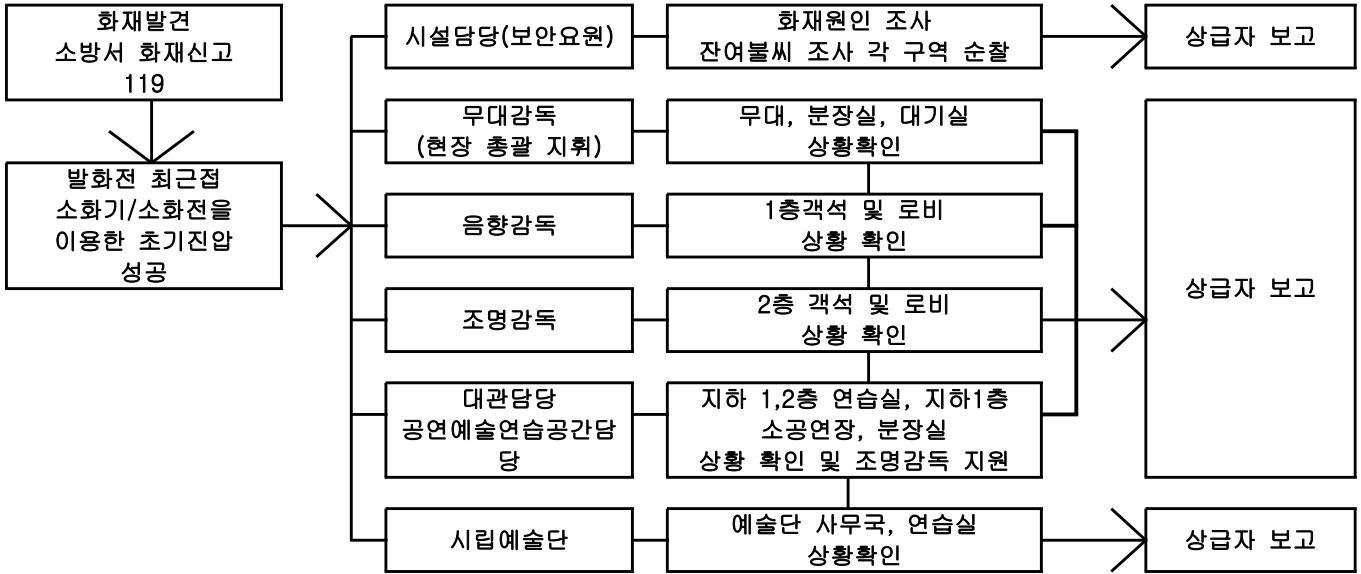 화재발견
소방서 화재신고
119
발화전 최근접
소화기/소화전을
이용한 초기진압
성공
시설담당(보안요원)
화재원인 조사
잔여불씨 조사 각 구역 순찰
상급자 보고
무대감독
(현장 총괄 지휘)
무대, 분장실, 대기실
상황확인
음향감독
1층객석 및 로비
상황 확인
조명감독
2층 객석 및 로비
상황 확인
상급자 보고
대관담당
공연예술연습공간담
당
지하 1,2층 연습실, 지하1층
소공연장, 분장실
상황 확인 및 조명감독 지원
시립예술단
예술단 사무국, 연습실
상황확인
상급자 보고